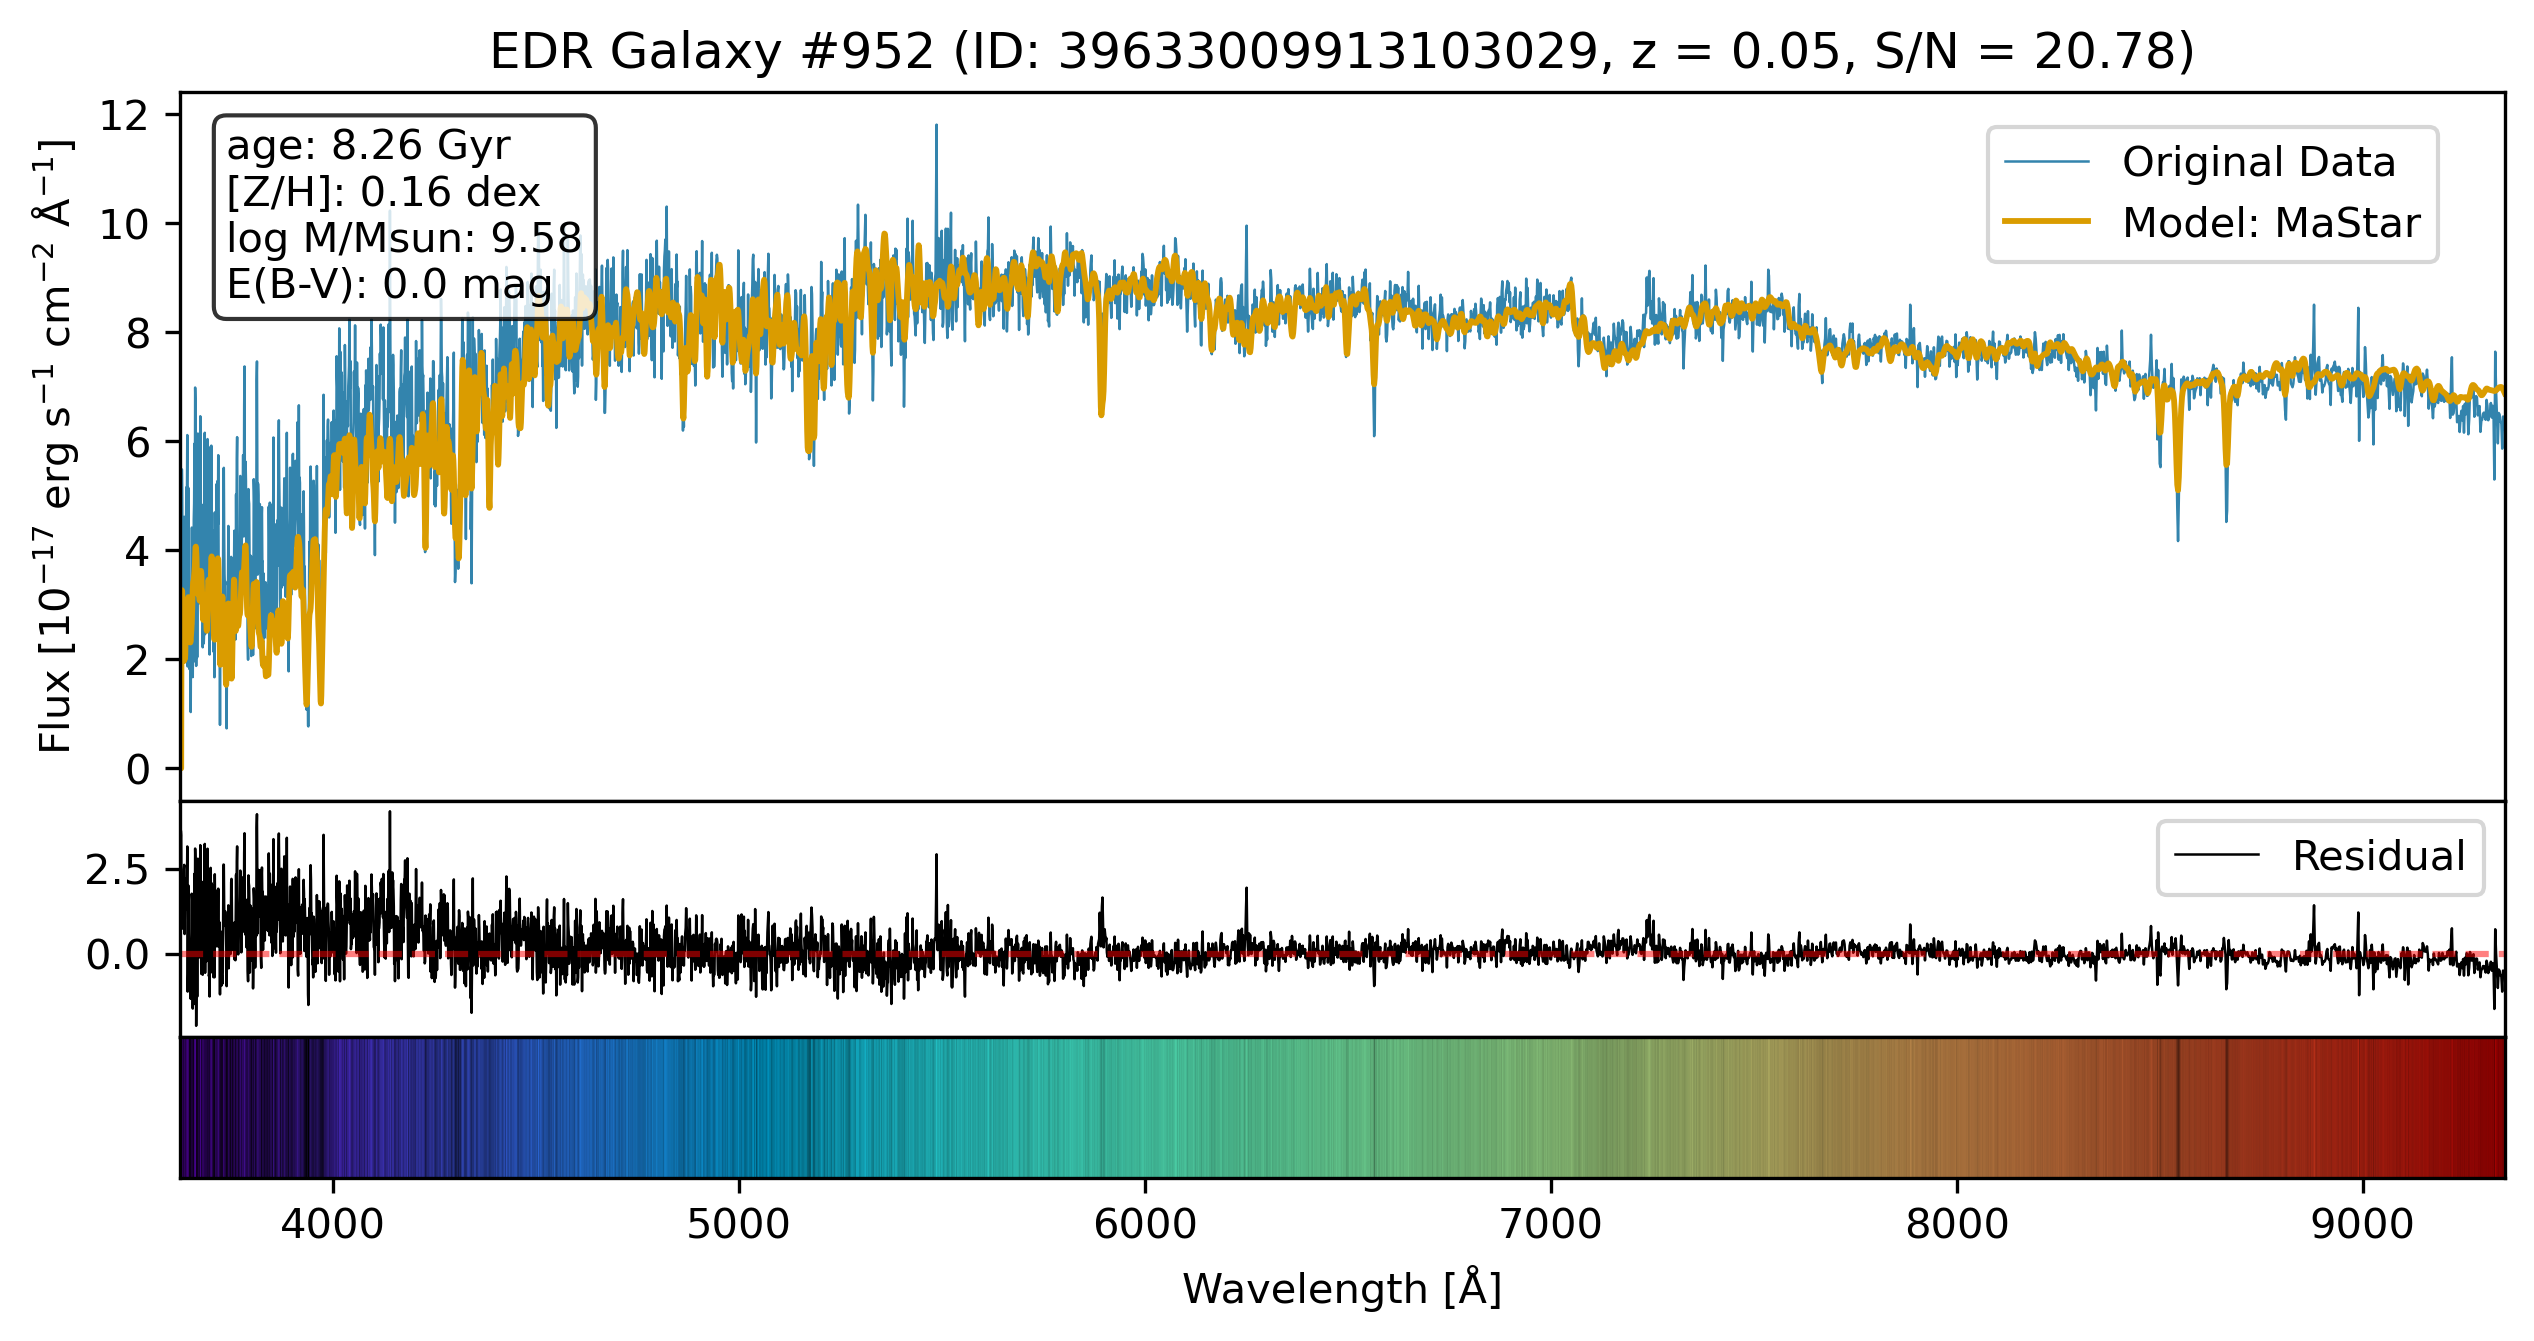 EDR Galaxy #952 (ID: 39633009913103029, z = 0.05, S/N = 20.78)
12
10
8
6
4
2
0
Flux [10⁻¹⁷ erg s⁻¹ cm⁻² Å⁻¹]
age: 8.26 Gyr
[Z/H]: 0.16 dex
log M/Msun: 9.58
E(B-V): 0.0 mag
Original Data
Model: MaStar
2.5
0.0
Residual
4000 5000 6000 7000 8000 9000
Wavelength [Å]